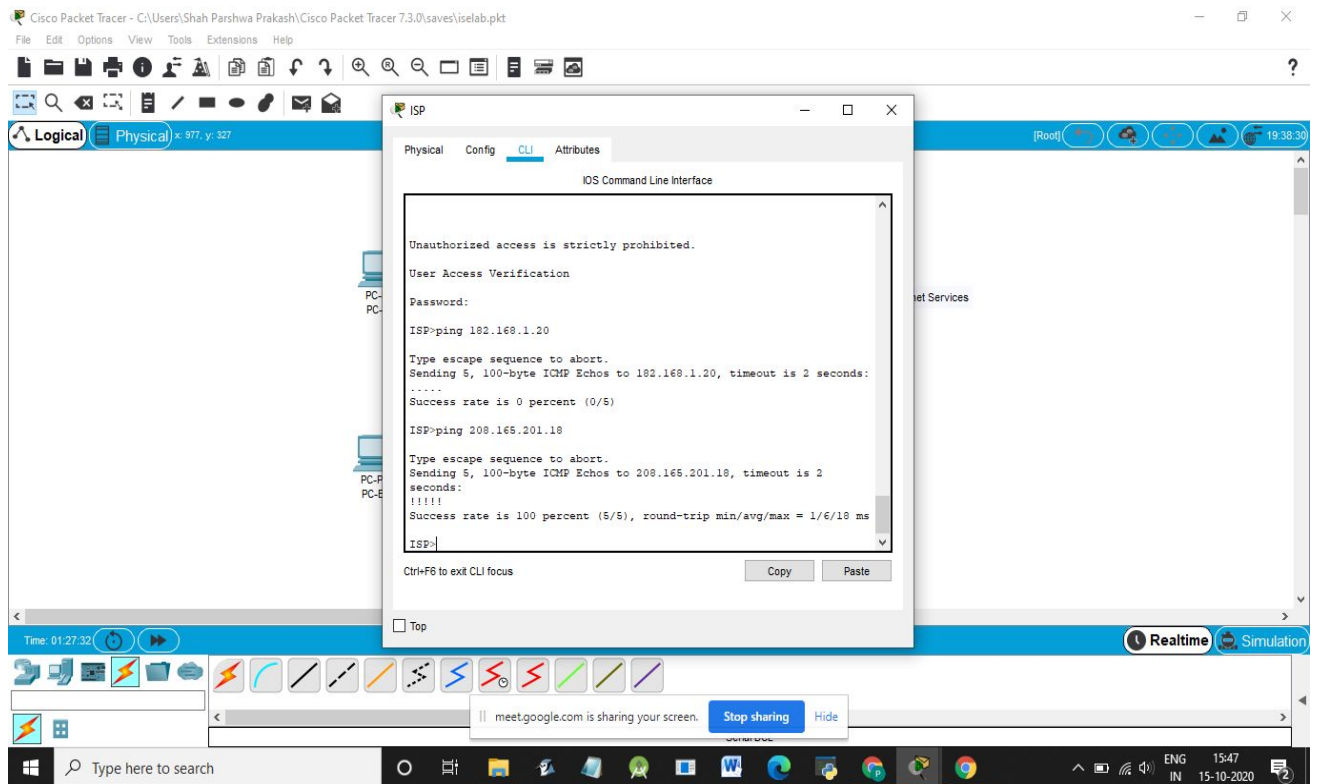 Cisco Packet Tracer - C:\Users\Shah Parshwa Prakash\Cisco Packet Tracer 7.3.0\saves\iselab.pkt
File Edit Options View Tools Extensions Help
Logical Physical x: 977, y: 327
[Root] 19:38:30
ISP
Physical Config CLI Attributes
IOS Command Line Interface
Unauthorized access is strictly prohibited.
User Access Verification
Password:
ISP>ping 182.168.1.20
Type escape sequence to abort.
Sending 5, 100-byte ICMP Echos to 182.168.1.20, timeout is 2 seconds:
.....
Success rate is 0 percent (0/5)
ISP>ping 208.165.201.18
Type escape sequence to abort.
Sending 5, 100-byte ICMP Echos to 208.165.201.18, timeout is 2
seconds:
!!!!!
Success rate is 100 percent (5/5), round-trip min/avg/max = 1/6/18 ms
ISP>
Ctrl+F6 to exit CLI focus
Copy Paste
Top
PC-
PC-
net Services
PC-P
PC-E
Time: 01:27:32
Realtime Simulation
meet.google.com is sharing your screen. Stop sharing Hide
Type here to search
ENG 15:47
IN 15-10-2020
2